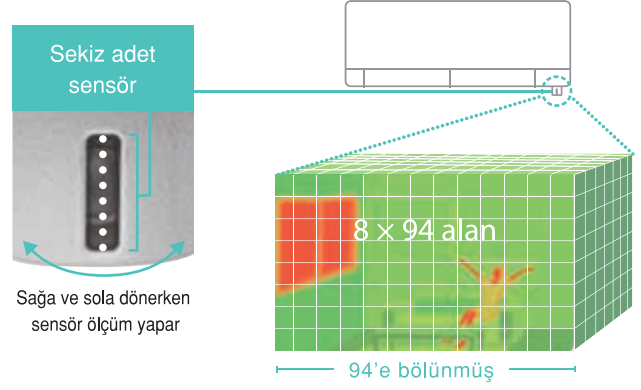 Sekiz adet
sensör
8 × 94 alan
Sağa ve sola dönerken
sensör ölçüm yapar
94'e bölünmüş